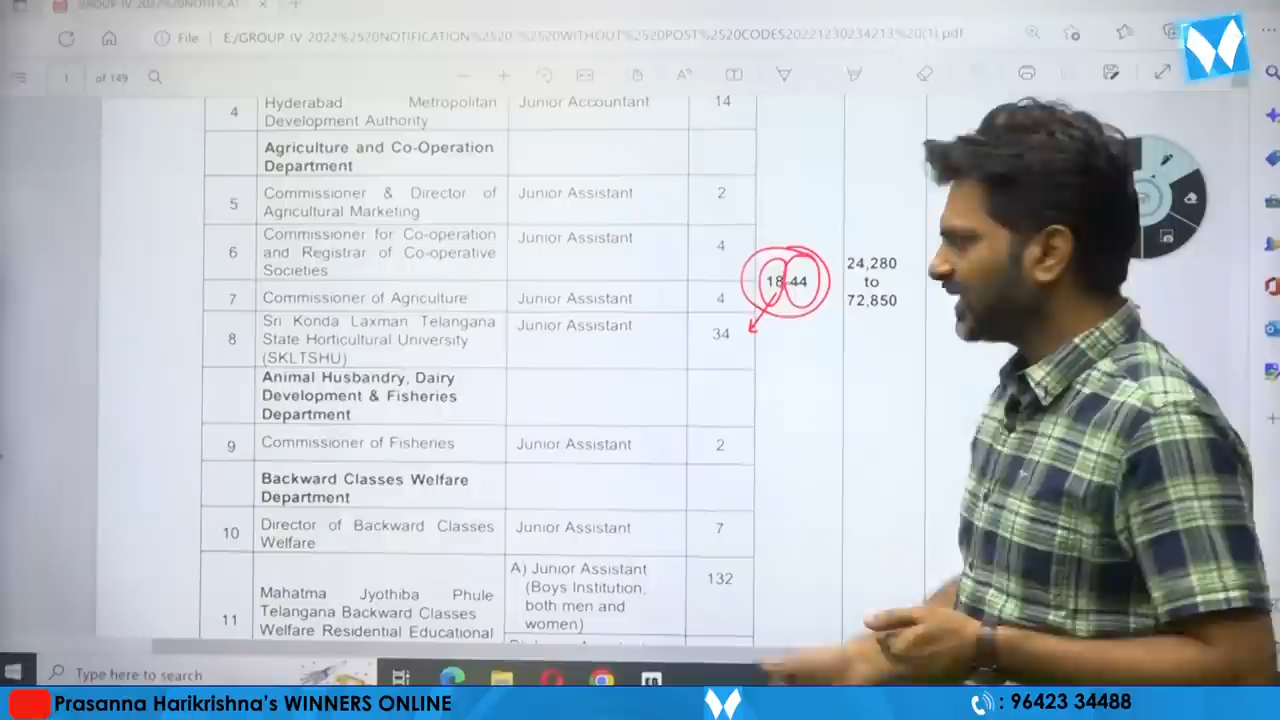 GROUP IV 2022%20NOTIFICAT
File
E:/GROUP IV 2022%2520NOTIFICATION%2520 %2520WITHOUT%2520POST%2520CODES20221230234213%20(1).pdf
1
of 149
4
Hyderabad Metropolitan
Development Authority
Junior Accountant
14
Agriculture and Co-Operation
Department
5
Commissioner & Director of
Agricultural Marketing
Junior Assistant
2
6
Commissioner for Co-operation
and Registrar of Co-operative
Societies
Junior Assistant
4
18-44
24,280
to
72,850
7
Commissioner of Agriculture
Junior Assistant
4
8
Sri Konda Laxman Telangana
State Horticultural University
(SKLTSHU)
Junior Assistant
34
Animal Husbandry, Dairy
Development & Fisheries
Department
9
Commissioner of Fisheries
Junior Assistant
2
Backward Classes Welfare
Department
10
Director of Backward Classes
Welfare
Junior Assistant
7
11
Mahatma Jyothiba Phule
Telangana Backward Classes
Welfare Residential Educational
A) Junior Assistant
(Boys Institution,
both men and
women)
132
Type here to search
Prasanna Harikrishna's WINNERS ONLINE
: 96423 34488